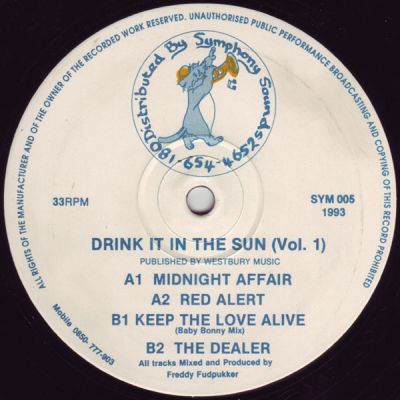 ALL RIGHTS OF THE MANUFACTURER AND OF THE OWNER OF THE RECORDED WORK RESERVED. UNAUTHORISED PUBLIC PERFORMANCE BROADCASTING AND COPYING OF THIS RECORD PROHIBITED
Distributed By Symphony Sounds
081-654-4652
33RPM
SYM 005
1993
DRINK IT IN THE SUN (Vol. 1)
PUBLISHED BY WESTBURY MUSIC
A1 MIDNIGHT AFFAIR
A2 RED ALERT
B1 KEEP THE LOVE ALIVE
(Baby Bonny Mix)
B2 THE DEALER
All tracks Mixed and Produced by
Freddy Fudpukker
Mobile 0850-777-903